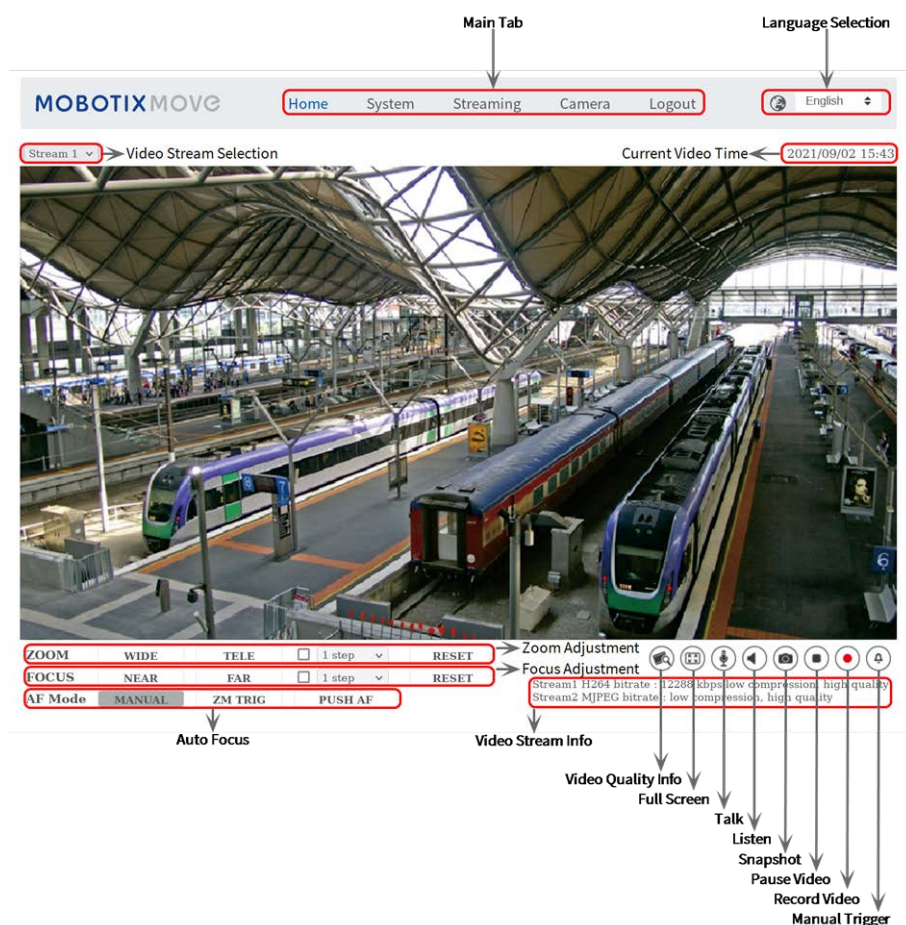 Main Tab
Language Selection
MOBOTIX MOVE
Home System Streaming Camera Logout
English
Stream 1
Video Stream Selection
Current Video Time
2021/09/02 15:43
8 7
6
ZOOM WIDE TELE 1 step RESET
Zoom Adjustment
FOCUS NEAR FAR 1 step RESET
Focus Adjustment
AF Mode MANUAL ZM TRIG PUSH AF
Stream1 H264 bitrate : 12288 kbps low compression, high quality
Stream2 MJPEG bitrate : low compression, high quality
Auto Focus
Video Stream Info
Video Quality Info
Full Screen
Talk
Listen
Snapshot
Pause Video
Record Video
Manual Trigger